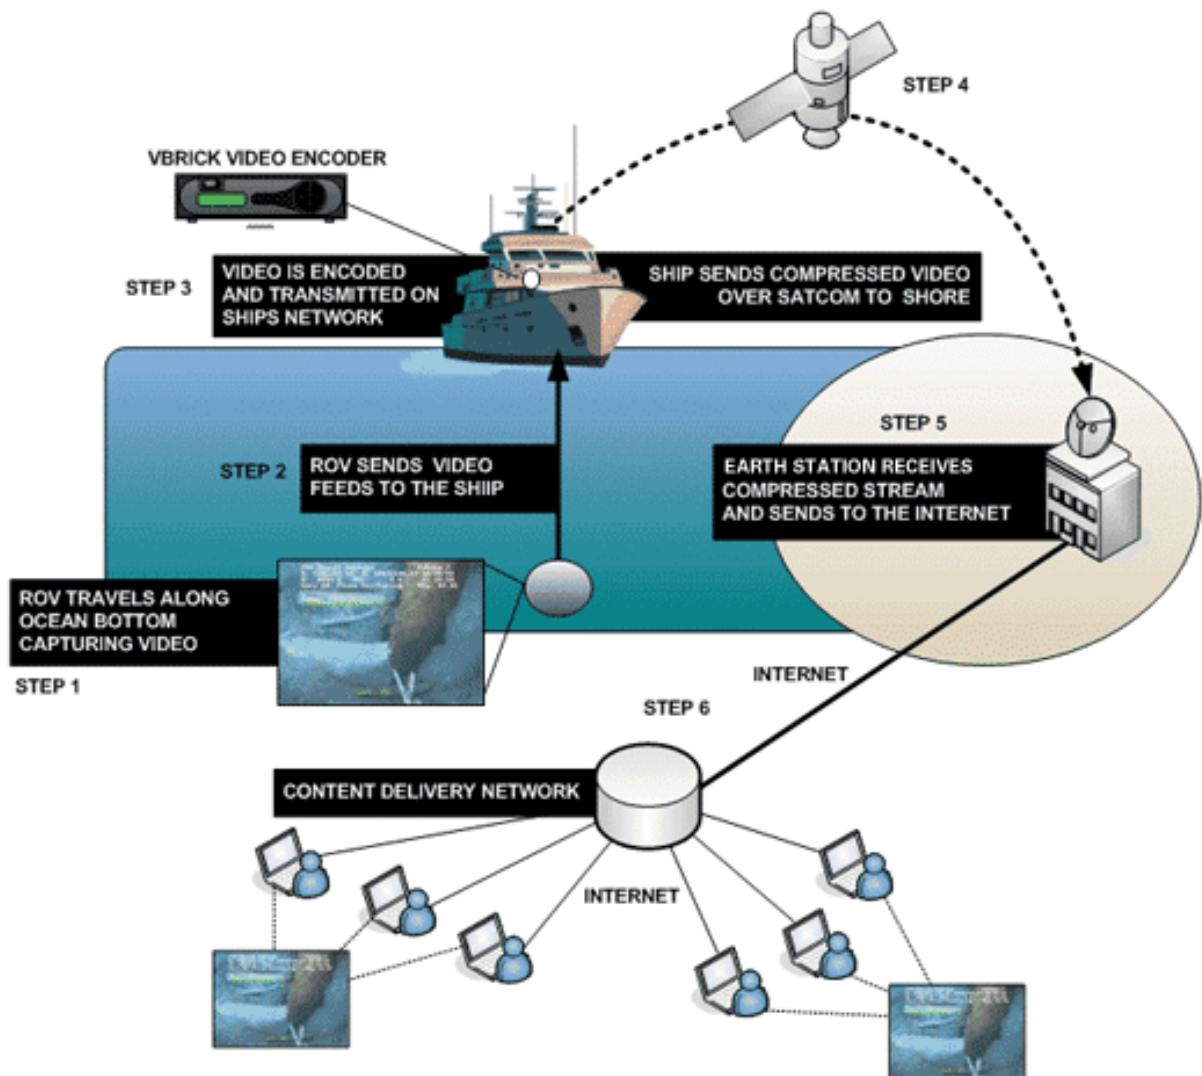 STEP 4
VBRICK VIDEO ENCODER
STEP 3
VIDEO IS ENCODED
AND TRANSMITTED ON
SHIPS NETWORK
SHIP SENDS COMPRESSED VIDEO
OVER SATCOM TO SHORE
STEP 5
EARTH STATION RECEIVES
COMPRESSED STREAM
AND SENDS TO THE INTERNET
STEP 2
ROV SENDS VIDEO
FEEDS TO THE SHIIP
ROV TRAVELS ALONG
OCEAN BOTTOM
CAPTURING VIDEO
STEP 1
INTERNET
STEP 6
CONTENT DELIVERY NETWORK
INTERNET